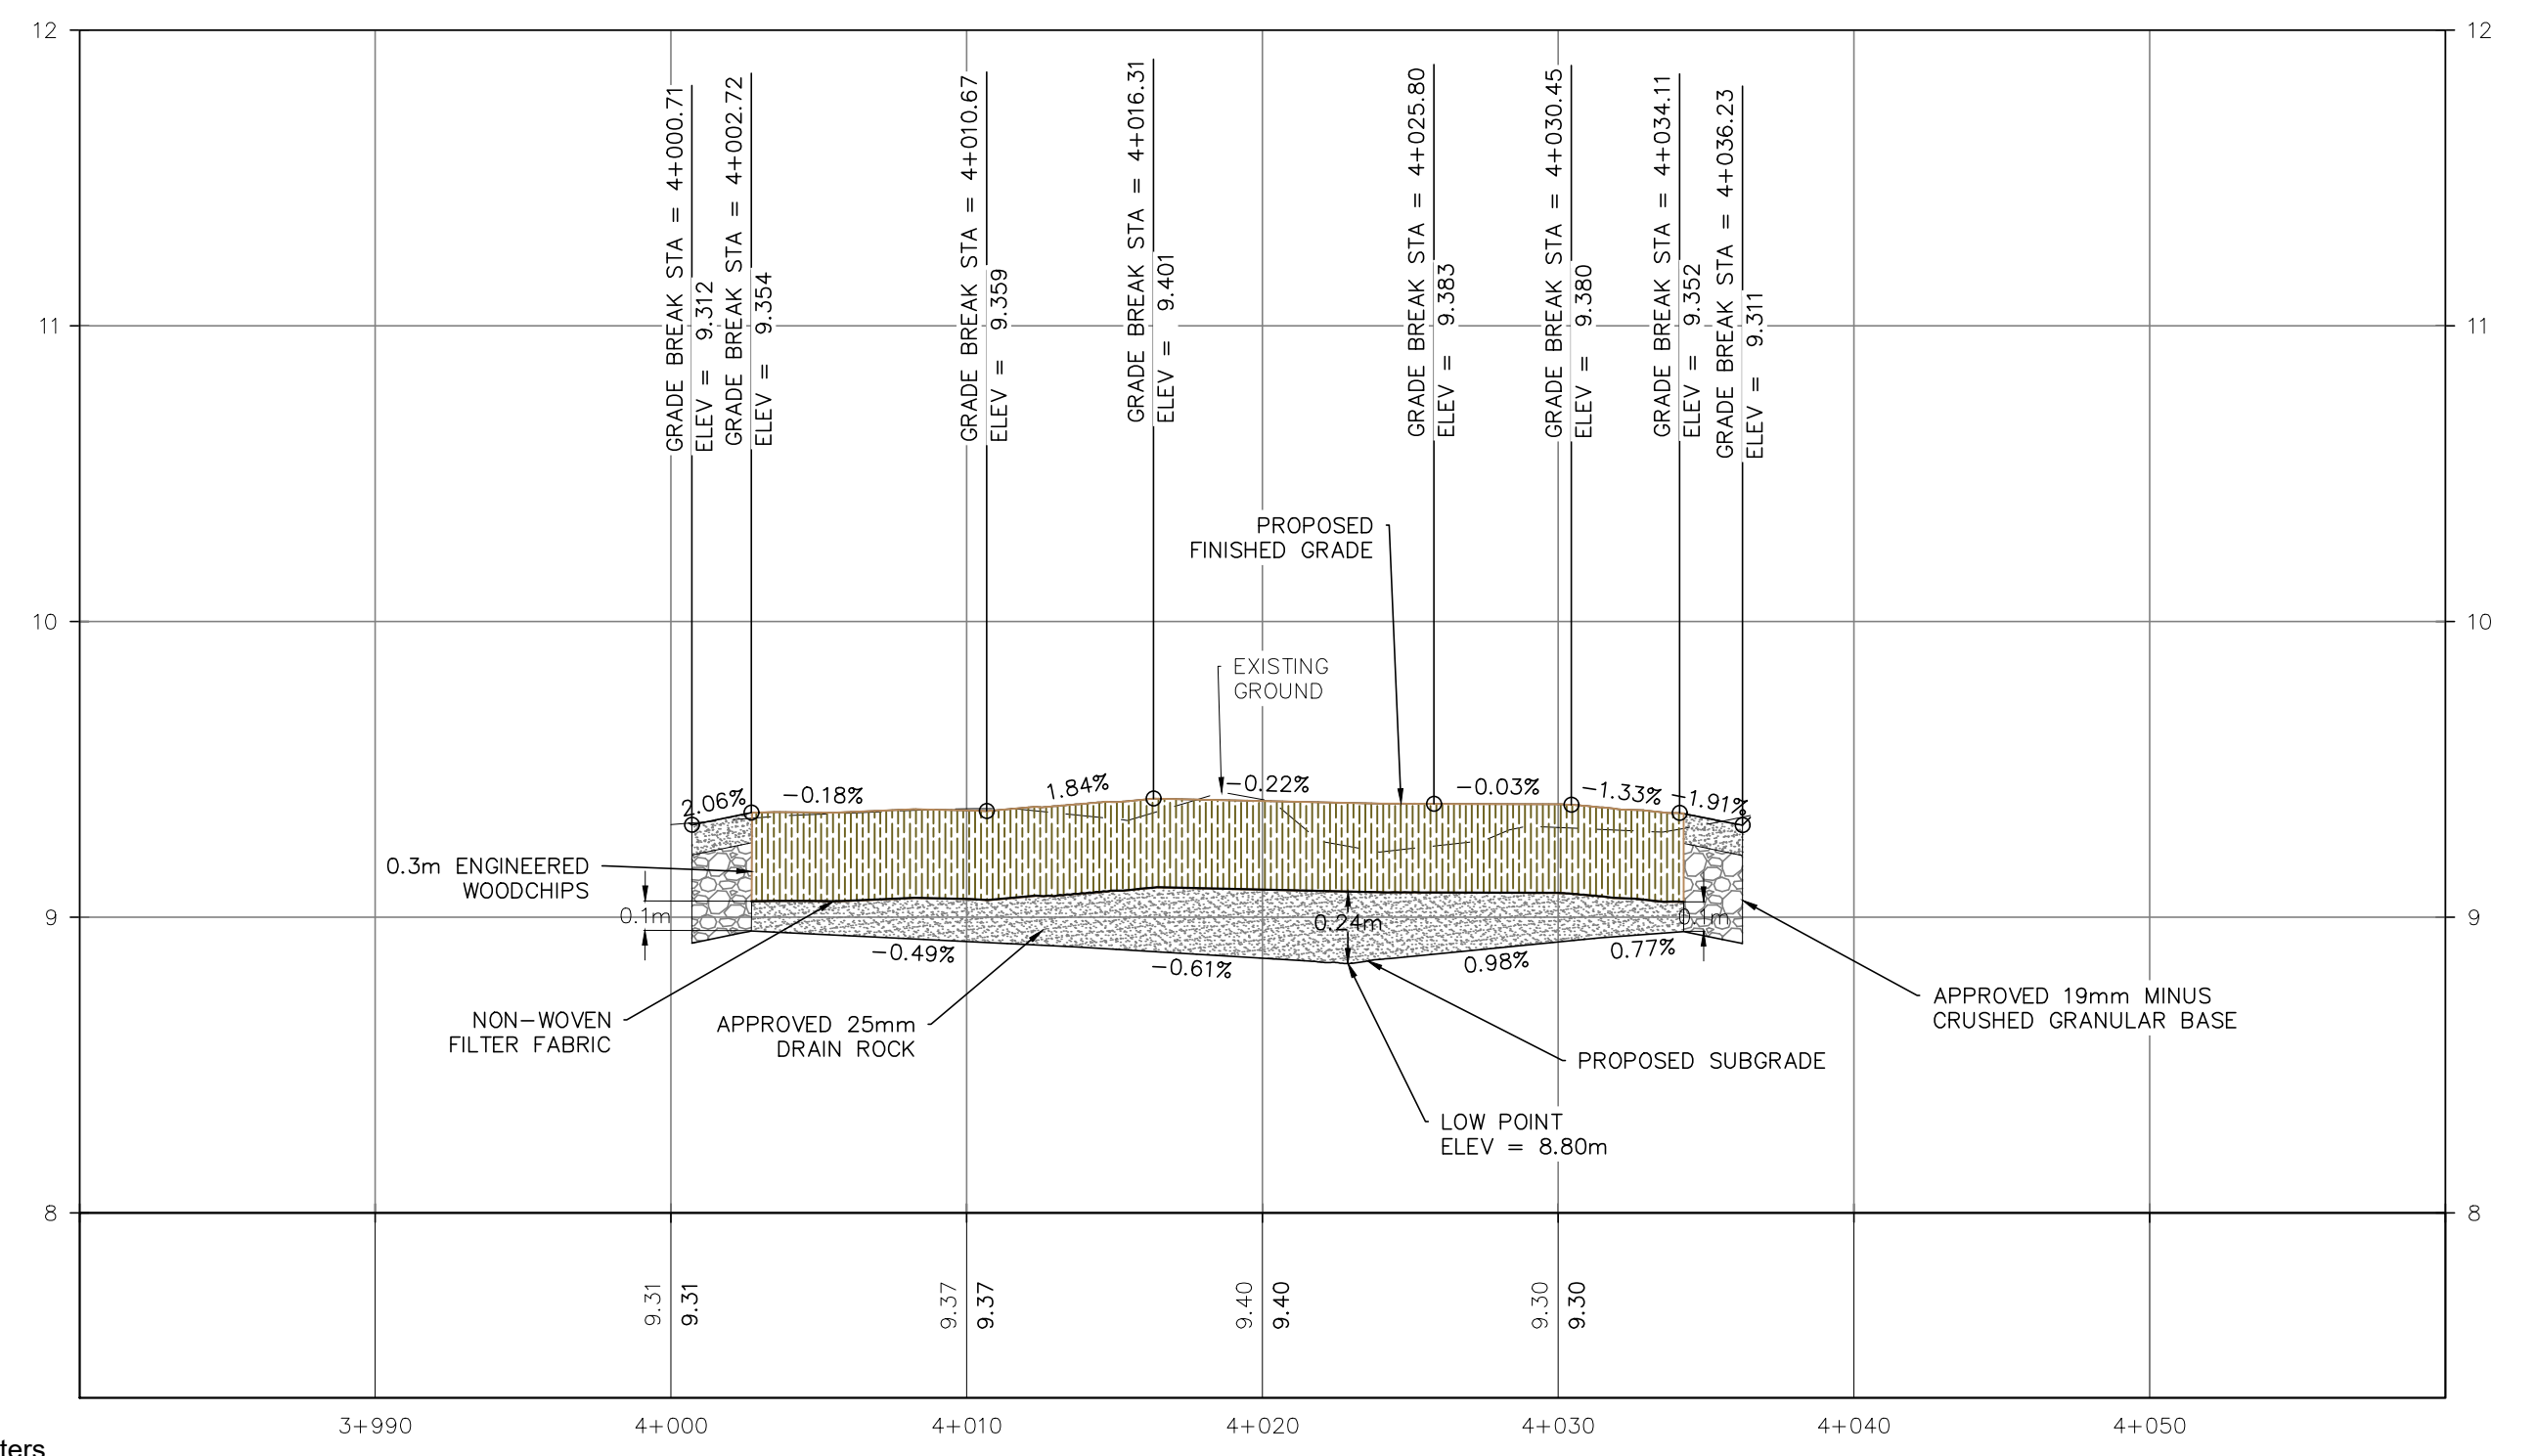 12
12
GRADE BREAK STA = 4+000.71
ELEV = 9.312
GRADE BREAK STA = 4+002.72
ELEV = 9.354
GRADE BREAK STA = 4+010.67
ELEV = 9.359
GRADE BREAK STA = 4+016.31
ELEV = 9.401
GRADE BREAK STA = 4+025.80
ELEV = 9.383
GRADE BREAK STA = 4+030.45
ELEV = 9.380
GRADE BREAK STA = 4+034.11
ELEV = 9.352
GRADE BREAK STA = 4+036.23
ELEV = 9.311
11
11
PROPOSED
FINISHED GRADE
10
10
EXISTING
GROUND
2.06%
-0.18%
1.84%
-0.22%
-0.03%
-1.33%
-1.91%
0.3m ENGINEERED
WOODCHIPS
9
0.1m
0.24m
0.1m
9
-0.49%
-0.61%
0.98%
0.77%
NON-WOVEN
FILTER FABRIC
APPROVED 25mm
DRAIN ROCK
APPROVED 19mm MINUS
CRUSHED GRANULAR BASE
PROPOSED SUBGRADE
LOW POINT
ELEV = 8.80m
8
8
9.31
9.31
9.37
9.37
9.40
9.40
9.30
9.30
3+990
4+000
4+010
4+020
4+030
4+040
4+050
ters